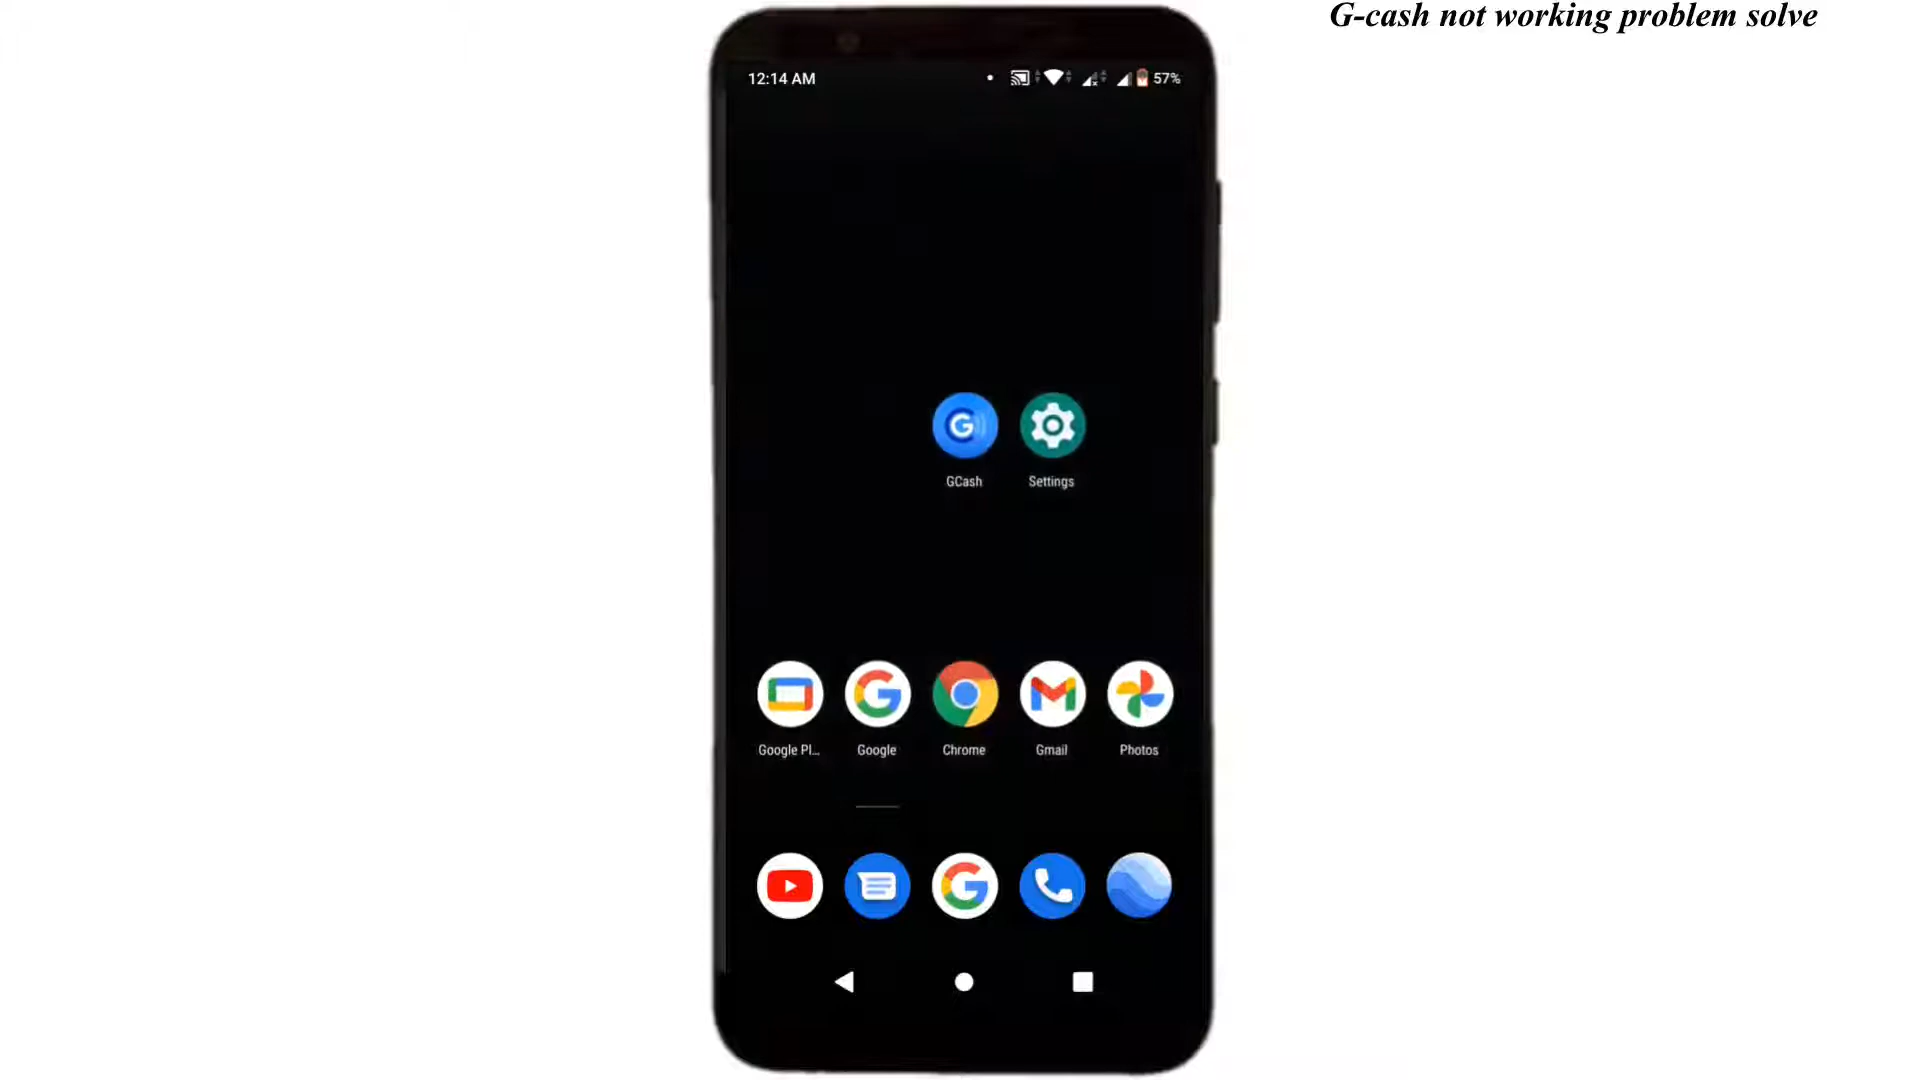 G-cash not working problem solve
12:14 AM
57%
GCash
Settings
Google Pl...
Google
Chrome
Gmail
Photos